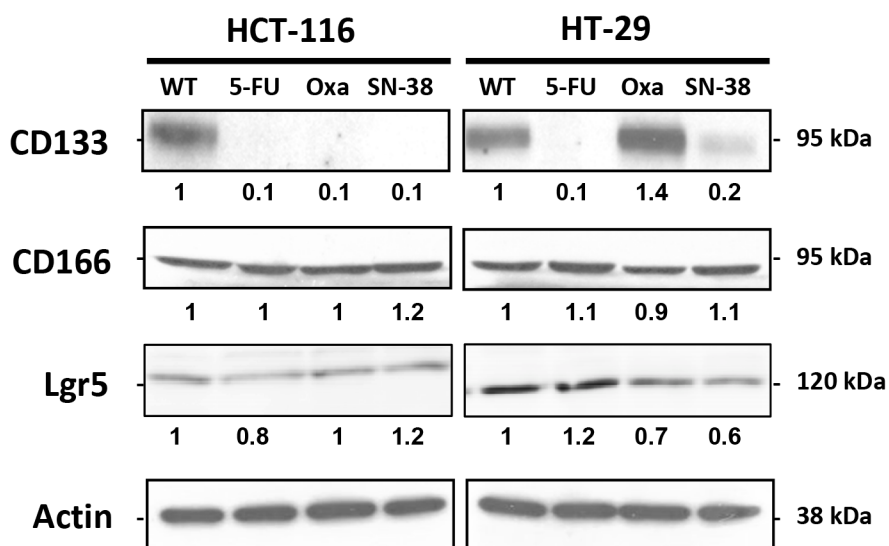 HCT-116 HT-29
WT 5-FU Oxa SN-38 WT 5-FU Oxa SN-38
CD133 - - 95 kDa
1 0.1 0.1 0.1 1 0.1 1.4 0.2
CD166 - - 95 kDa
1 1 1 1.2 1 1.1 0.9 1.1
Lgr5 - - 120 kDa
1 0.8 1 1.2 1 1.2 0.7 0.6
Actin - - 38 kDa